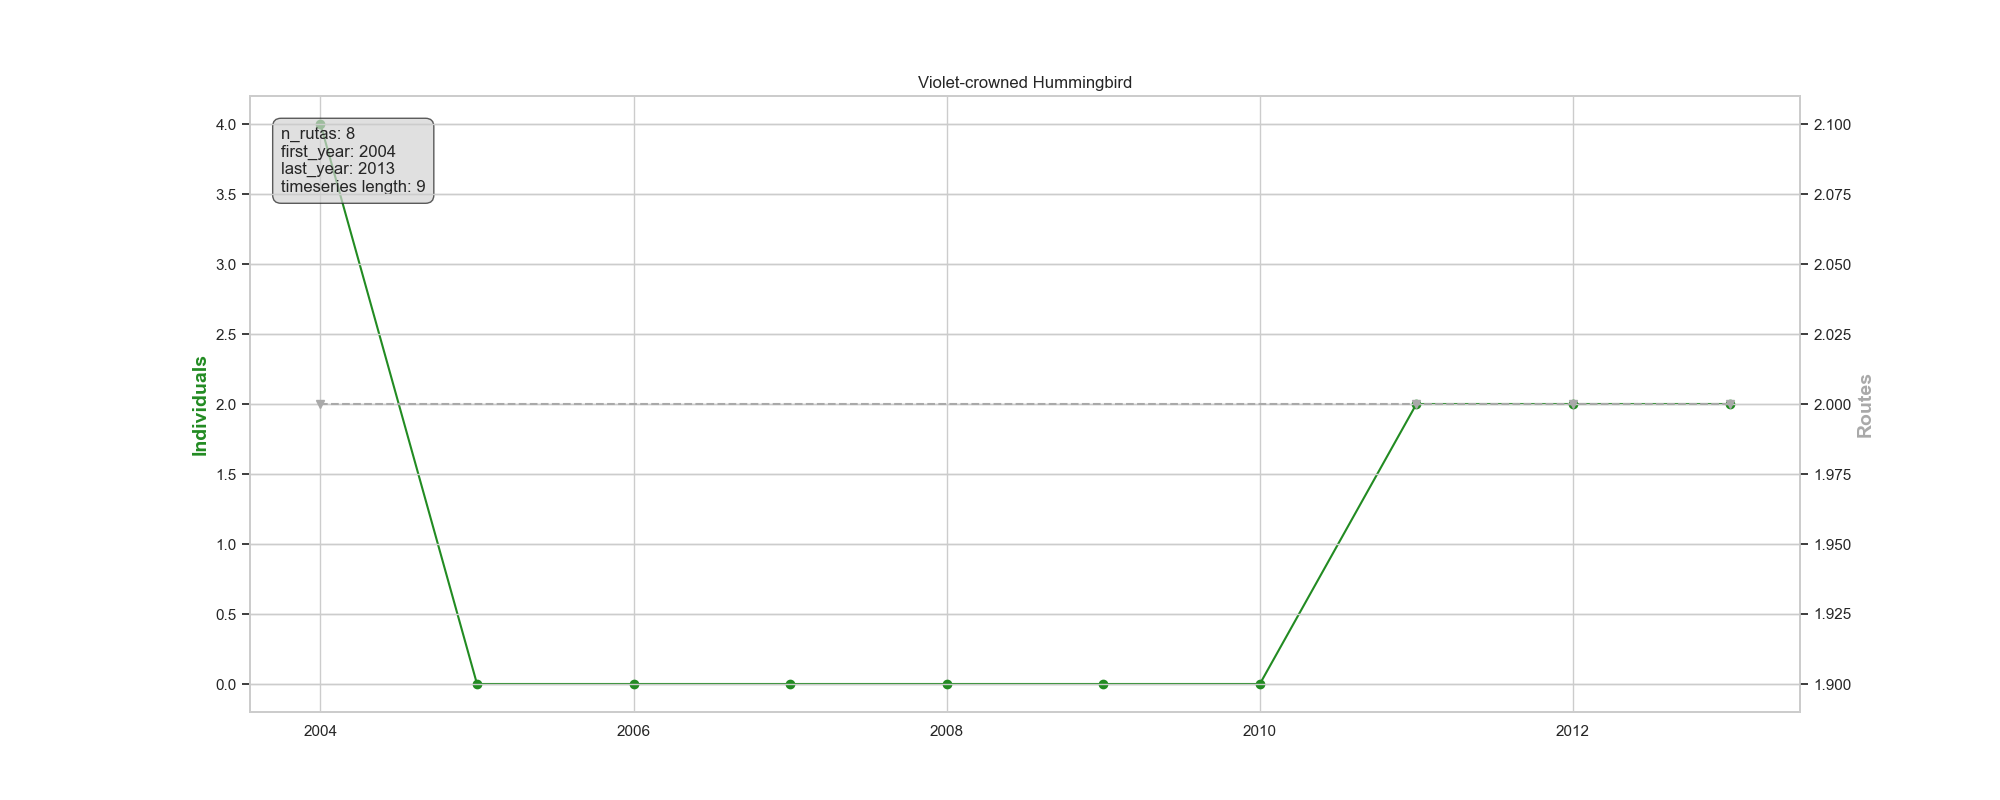 Violet-crowned Hummingbird
n_rutas: 8
first_year: 2004
last_year: 2013
timeseries length: 9
4.0
3.5
3.0
2.5
2.0
1.5
1.0
0.5
0.0
Individuals
2.100
2.075
2.050
2.025
2.000
1.975
1.950
1.925
1.900
Routes
2004 2006 2008 2010 2012